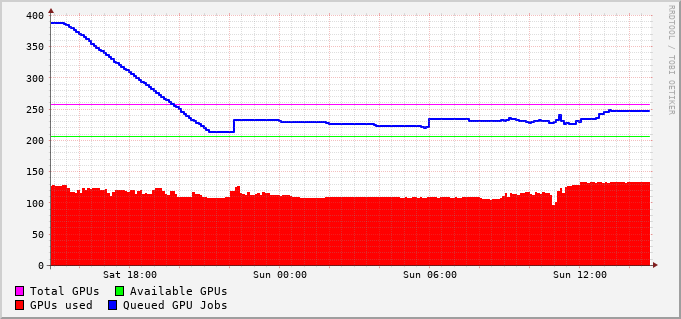 400
350
300
250
200
150
100
50
0
Sat 18:00 Sun 00:00 Sun 06:00 Sun 12:00
Total GPUs Available GPUs
GPUs used Queued GPU Jobs
RRDTOOL / TOBI OETIKER